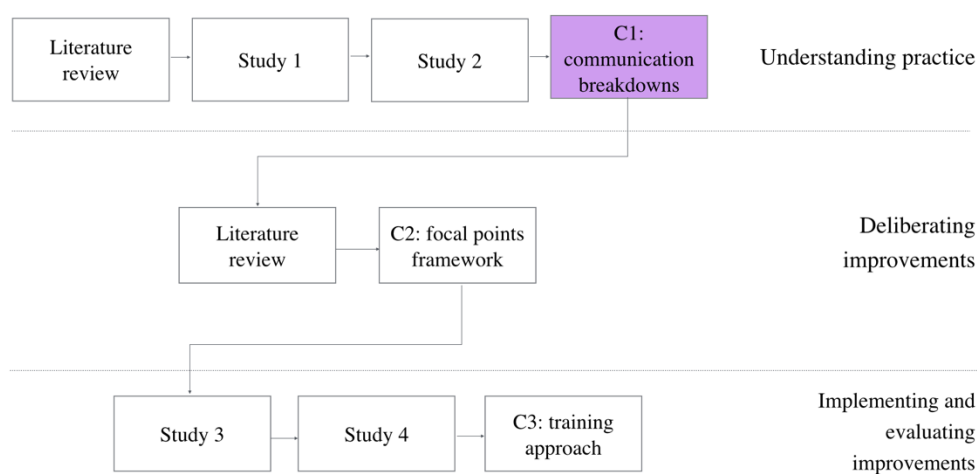 Literature
review
Study 1
Study 2
C1:
communication
breakdowns
Understanding practice
Literature
review
C2: focal points
framework
Deliberating
improvements
Study 3
Study 4
C3: training
approach
Implementing and
evaluating
improvements